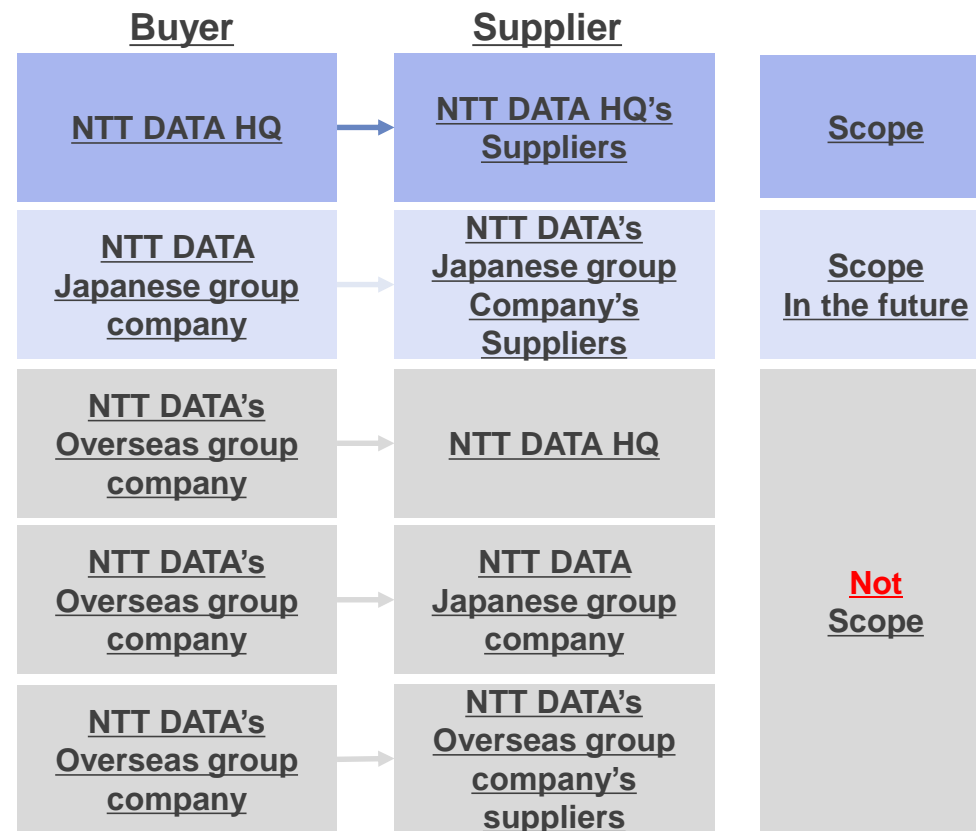 Buyer
Supplier
NTT DATA HQ
NTT DATA HQ’s
Suppliers
Scope
NTT DATA
Japanese group
company
NTT DATA’s
Japanese group
Company’s
Suppliers
Scope
In the future
NTT DATA’s
Overseas group
company
NTT DATA HQ
NTT DATA’s
Overseas group
company
NTT DATA
Japanese group
company
Not
Scope
NTT DATA’s
Overseas group
company
NTT DATA’s
Overseas group
company’s
suppliers